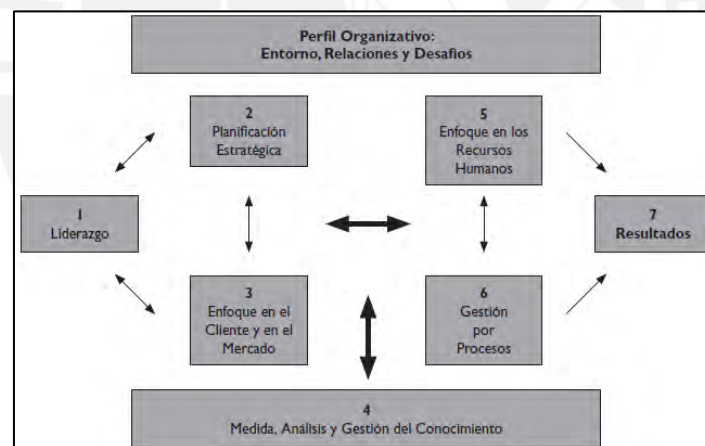 Perfil Organizativo:
Entorno, Relaciones y Desafios
2
Planificación
Estratégica
5
Enfoque en los
Recursos
Humanos
1
Liderazgo
7
Resultados
3
Enfoque en el
Cliente y en el
Mercado
6
Gestión
por
Procesos
4
Medida, Análisis y Gestión del Conocimiento